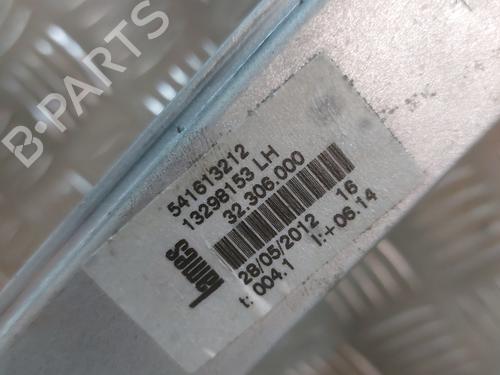 B-PARTS
541613212
13298153 LH
32.306.000
lames
28/05/2012 16
t: 004.1 I:+06.14